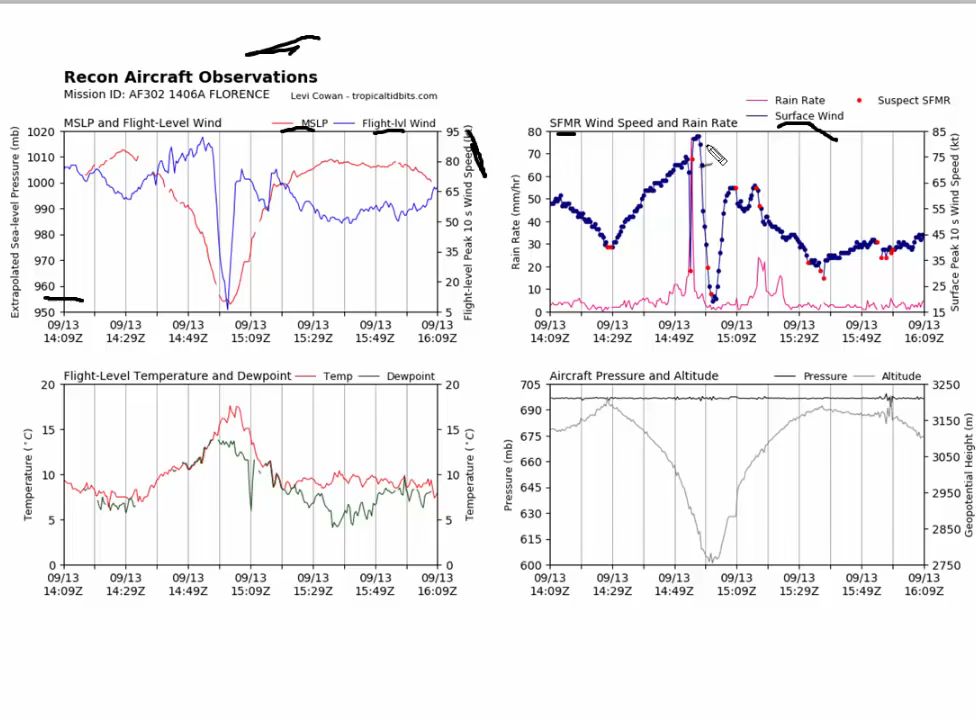 Recon Aircraft Observations
Mission ID: AF302 1406A FLORENCE
Levi Cowan - tropicaltidbits.com
MSLP and Flight-Level Wind
MSLP
Flight-lvl Wind
Extrapolated Sea-level Pressure (mb)
1020
1010
1000
990
980
970
960
950
95
80
65
50
35
20
5
Flight-level Peak 10 s Wind Speed (kt)
09/13 09/13 09/13 09/13 09/13 09/13 09/13
14:09Z 14:29Z 14:49Z 15:09Z 15:29Z 15:49Z 16:09Z
Rain Rate
Suspect SFMR
Surface Wind
SFMR Wind Speed and Rain Rate
Rain Rate (mm/hr)
80
70
60
50
40
30
20
10
0
85
75
65
55
45
35
25
15
Surface Peak 10 s Wind Speed (kt)
09/13 09/13 09/13 09/13 09/13 09/13 09/13
14:09Z 14:29Z 14:49Z 15:09Z 15:29Z 15:49Z 16:09Z
Flight-Level Temperature and Dewpoint
Temp
Dewpoint
Temperature (°C)
20
15
10
5
0
20
15
10
5
0
Temperature (°C)
09/13 09/13 09/13 09/13 09/13 09/13 09/13
14:09Z 14:29Z 14:49Z 15:09Z 15:29Z 15:49Z 16:09Z
Aircraft Pressure and Altitude
Pressure
Altitude
Pressure (mb)
705
690
675
660
645
630
615
600
3250
3150
3050
2950
2850
2750
Geopotential Height (m)
09/13 09/13 09/13 09/13 09/13 09/13 09/13
14:09Z 14:29Z 14:49Z 15:09Z 15:29Z 15:49Z 16:09Z